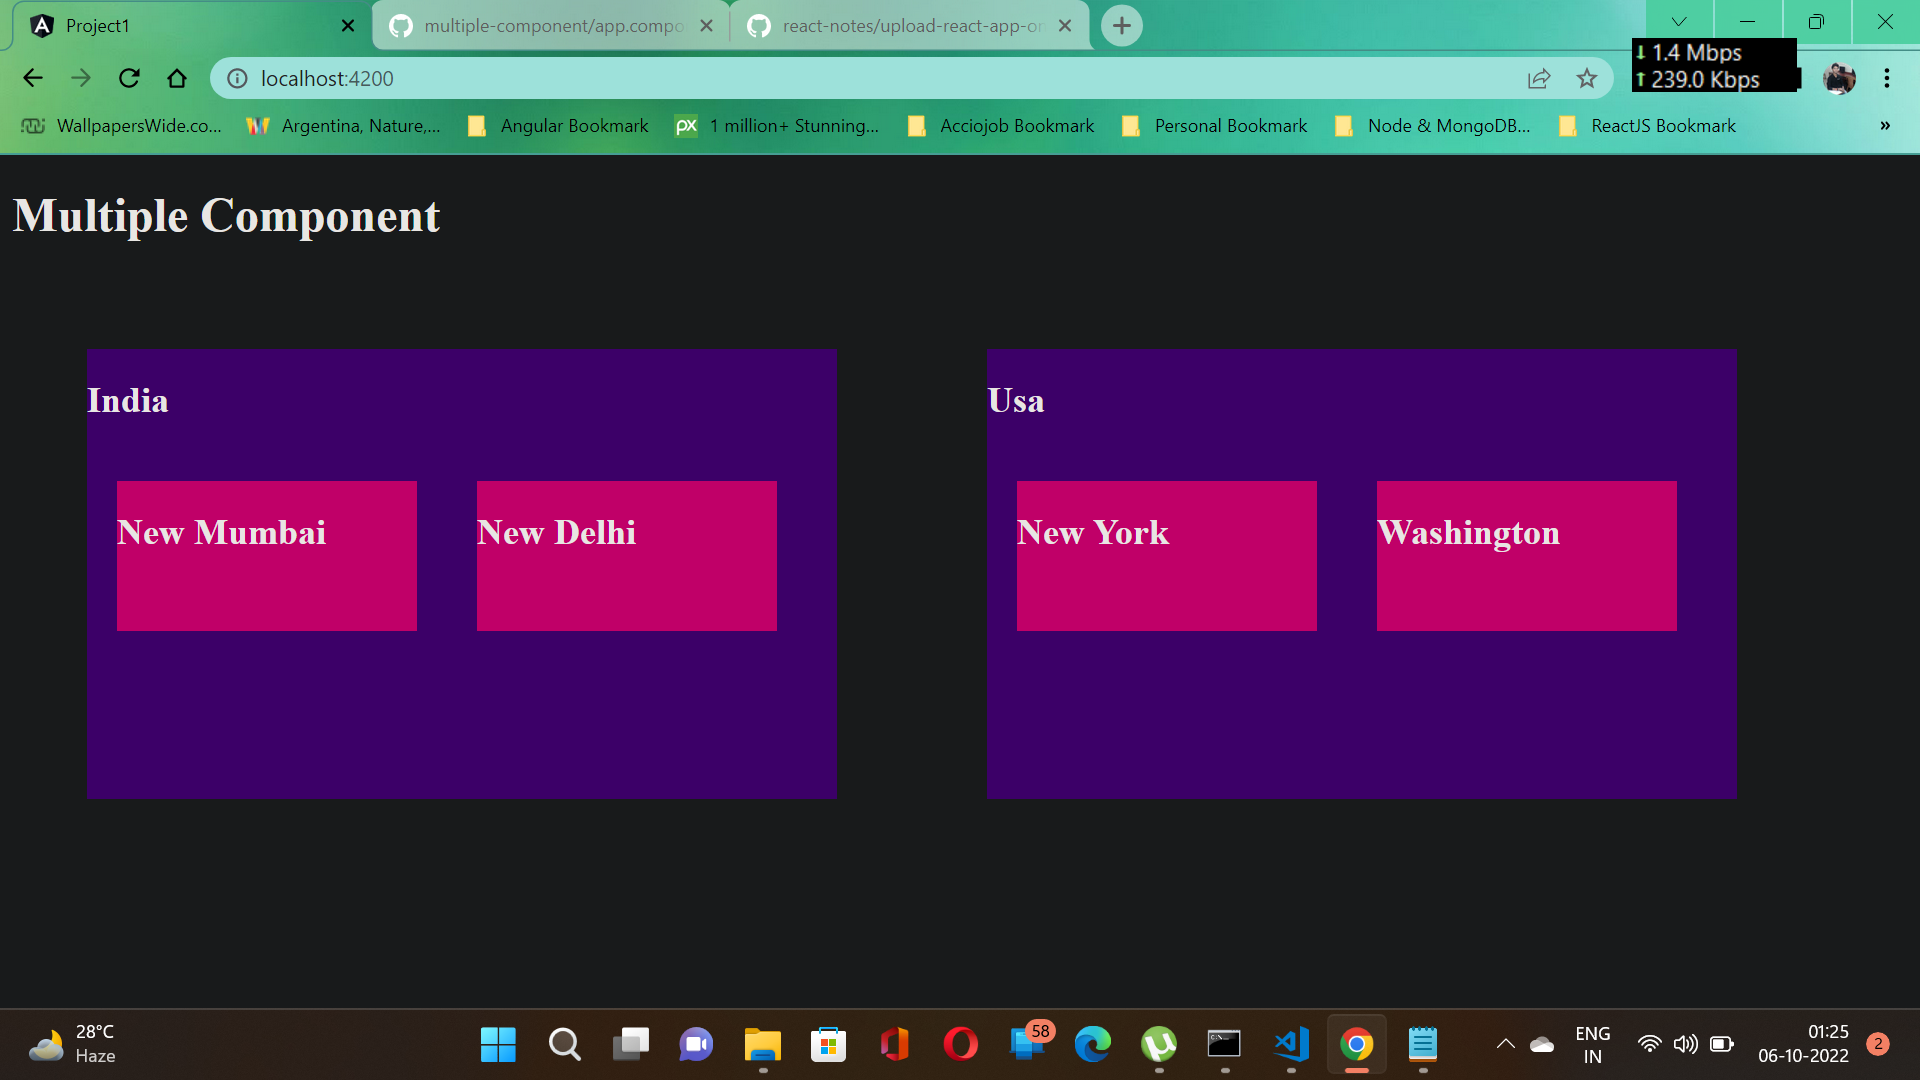 Project1
multiple-component/app.compo
react-notes/upload-react-app-on
localhost:4200
1.4 Mbps
239.0 Kbps
WallpapersWide.co...
Argentina, Nature,...
Angular Bookmark
px
1 million+ Stunning...
Acciojob Bookmark
Personal Bookmark
Node & MongoDB...
ReactJS Bookmark
»
Multiple Component
India
Usa
New Mumbai
New Delhi
New York
Washington
28°C
Haze
58
ENG
IN
01:25
06-10-2022
2